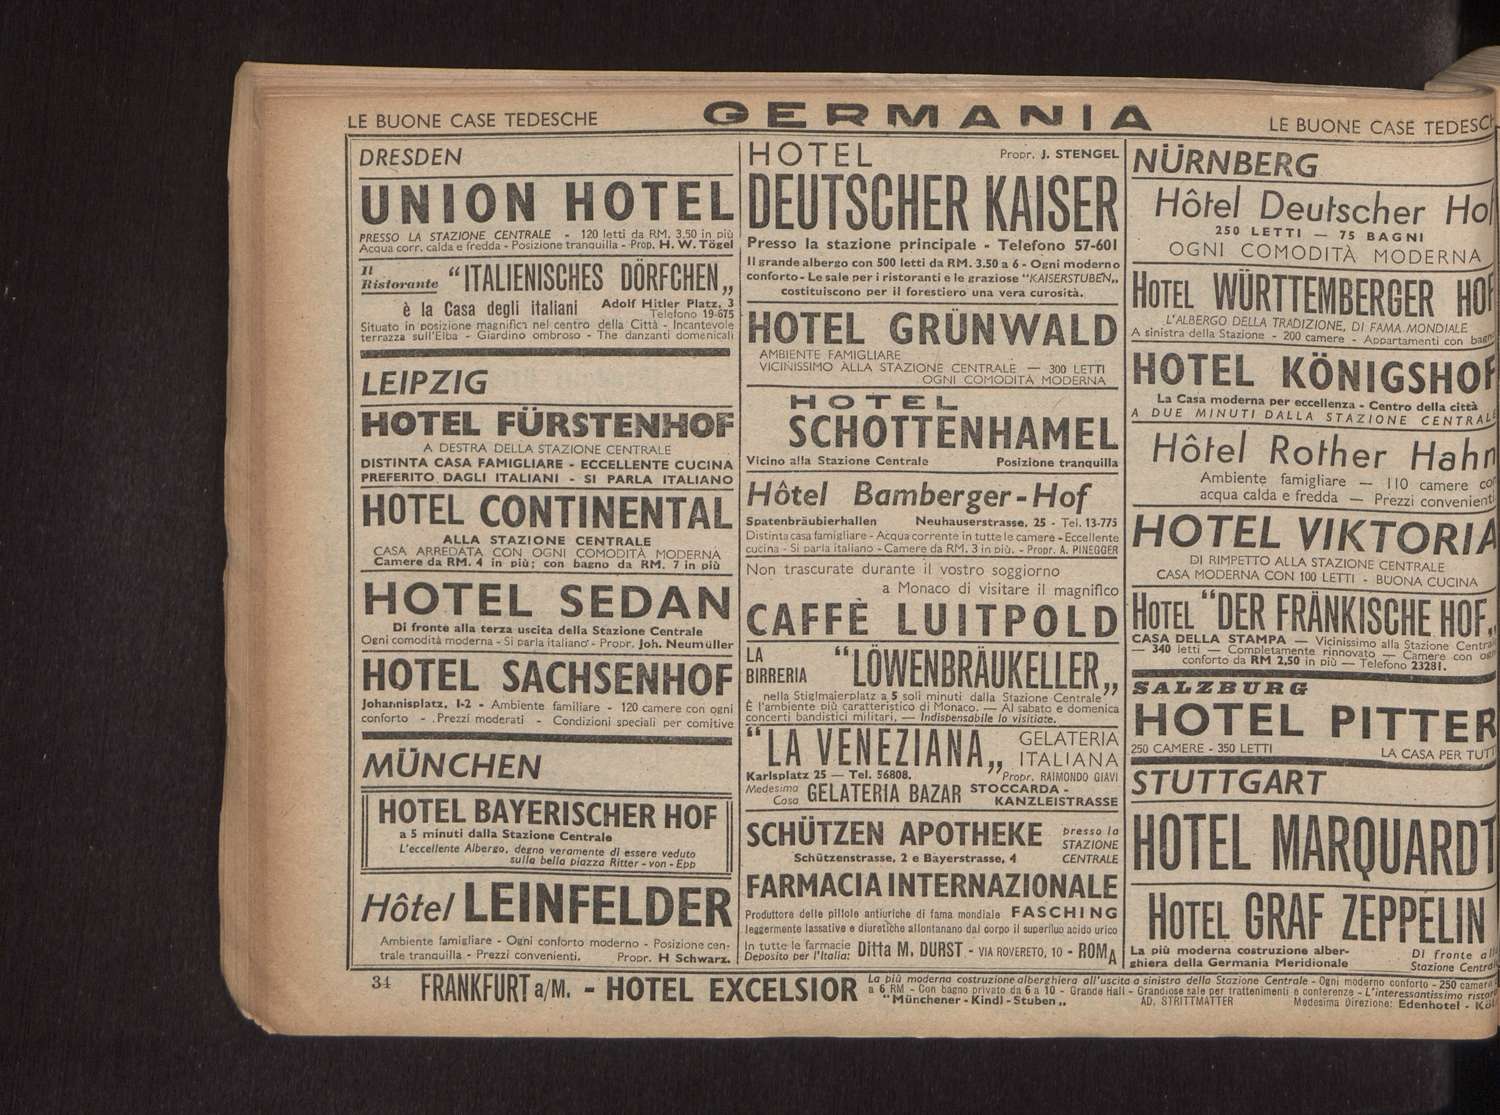 LE BUONE CASE TEDESCHE
GERMANIA
LE BUONE CASE TEDESCH
DRESDEN
UNION HOTEL
PRESSO LA STAZIONE CENTRALE - 120 letti da RM. 3.50 in più
Acqua corr. calda e fredda - Posizione tranquilla - Prop. H. W. Tögel
Il Ristorante "ITALIENISCHES DÖRFCHEN„
è la Casa degli italiani Adolf Hitler Platz, 3
Telefono 19-675
Situato in posizione magnifica nel centro della Città - Incantevole
terrazza sull'Elba - Giardino ombroso - The danzanti domenicali
LEIPZIG
HOTEL FÜRSTENHOF
A DESTRA DELLA STAZIONE CENTRALE
DISTINTA CASA FAMIGLIARE - ECCELLENTE CUCINA
PREFERITO DAGLI ITALIANI - SI PARLA ITALIANO
HOTEL CONTINENTAL
ALLA STAZIONE CENTRALE
CASA ARREDATA CON OGNI COMODITÀ MODERNA
Camere da RM. 4 in più; con bagno da RM. 7 in più
HOTEL SEDAN
Di fronte alla terza uscita della Stazione Centrale
Ogni comodità moderna - Si parla italiano - Propr. Joh. Neumüller
HOTEL SACHSENHOF
Johannisplatz, 1-2 - Ambiente familiare - 120 camere con ogni
conforto - Prezzi moderati - Condizioni speciali per comitive
MÜNCHEN
HOTEL BAYERISCHER HOF
a 5 minuti dalla Stazione Centrale
L'eccellente Albergo, degno veramente di essere veduto
sulla bella piazza Ritter - von - Epp
Hôtel LEINFELDER
Ambiente famigliare - Ogni conforto moderno - Posizione cen-
trale tranquilla - Prezzi convenienti. Propr. H Schwarz.
HOTEL Propr. J. STENGEL
DEUTSCHER KAISER
Presso la stazione principale - Telefono 57-601
Il grande albergo con 500 letti da RM. 3.50 a 6 - Ogni moderno
conforto - Le sale per i ristoranti e le graziose "KAISERSTUBEN„
costituiscono per il forestiero una vera curosità.
HOTEL GRÜNWALD
AMBIENTE FAMIGLIARE
VICINISSIMO ALLA STAZIONE CENTRALE — 300 LETTI
OGNI COMODITÀ MODERNA
HOTEL
SCHOTTENHAMEL
Vicino alla Stazione Centrale Posizione tranquilla
Hôtel Bamberger-Hof
Spatenbräubierhallen Neuhauserstrasse, 25 - Tel. 13-775
Distinta casa famigliare - Acqua corrente in tutte le camere - Eccellente
cucina - Si parla italiano - Camere da RM. 3 in più. - Propr. A. PINEGGER
Non trascurate durante il vostro soggiorno
a Monaco di visitare il magnifico
CAFFÈ LUITPOLD
LA BIRRERIA "LÖWENBRÄUKELLER„
nella Stiglmaierplatz a 5 soli minuti dalla Stazione Centrale
È l'ambiente più caratteristico di Monaco. — Al sabato e domenica
concerti bandistici militari. — Indispensabile lo visitiate.
"LA VENEZIANA„ GELATERIA
ITALIANA
Karlsplatz 25 — Tel. 56808. Propr. RAIMONDO GIAVI
Medesima Casa GELATERIA BAZAR STOCCARDA -
KANZLEISTRASSE
SCHÜTZEN APOTHEKE presso la STAZIONE CENTRALE
Schützenstrasse, 2 e Bayerstrasse, 4
FARMACIA INTERNAZIONALE
Produttore delle pillole antiuriche di fama mondiale FASCHING
leggermente lassative e diuretiche allontanano dal corpo il superfluo acido urico
In tutte le farmacie
Deposito per l'Italia: Ditta M. DURST - VIA ROVERETO, 10 - ROMA
NÜRNBERG
Hôtel Deutscher Hof
250 LETTI — 75 BAGNI
OGNI COMODITÀ MODERNA
HOTEL WÜRTTEMBERGER HOF
L'ALBERGO DELLA TRADIZIONE, DI FAMA MONDIALE
A sinistra della Stazione - 200 camere - Appartamenti con bagno
HOTEL KÖNIGSHOF
La Casa moderna per eccellenza - Centro della città
A DUE MINUTI DALLA STAZIONE CENTRALE
Hôtel Rother Hahn
Ambiente famigliare — 110 camere con
acqua calda e fredda — Prezzi convenienti
HOTEL VIKTORIA
DI RIMPETTO ALLA STAZIONE CENTRALE
CASA MODERNA CON 100 LETTI - BUONA CUCINA
HOTEL "DER FRÄNKISCHE HOF„
CASA DELLA STAMPA — Vicinissimo alla Stazione Central
— 340 letti — Completamente rinnovato — Camere con ogni
conforto da RM 2,50 in più — Telefono 23281.
SALZBURG
HOTEL PITTER
250 CAMERE - 350 LETTI LA CASA PER TUTTI
STUTTGART
HOTEL MARQUARDT
HOTEL GRAF ZEPPELIN
La più moderna costruzione alber-
ghiera della Germania Meridionale
Di fronte alla
Stazione Central
34
FRANKFURT a/M. - HOTEL EXCELSIOR
La più moderna costruzione alberghiera all'uscita a sinistra della Stazione Centrale - Ogni moderno conforto - 250 camere
a 6 RM - Con bagno privato da 6 a 10 - Grande Hall - Grandiose sale per trattenimenti e conferenze - L'interessantissimo ristor
"Münchener - Kindl - Stuben„ AD. STRITTMATTER Medesima Direzione: Edenhotel - Köl